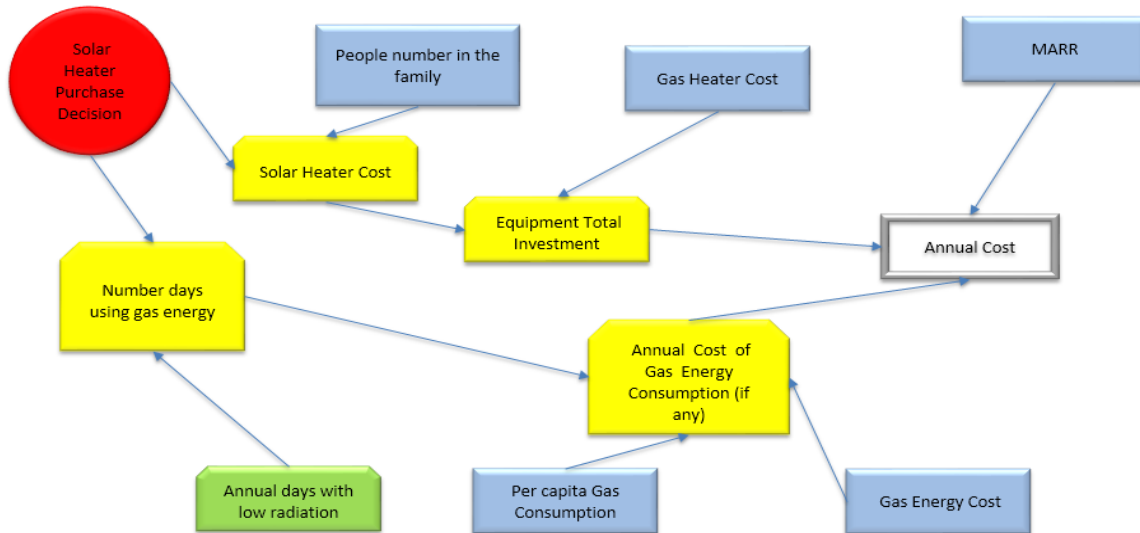 Solar
Heater
Purchase
Decision
People number in the
family
Gas Heater Cost
MARR
Solar Heater Cost
Equipment Total
Investment
Annual Cost
Number days
using gas energy
Annual Cost of
Gas Energy
Consumption (if
any)
Annual days with
low radiation
Per capita Gas
Consumption
Gas Energy Cost